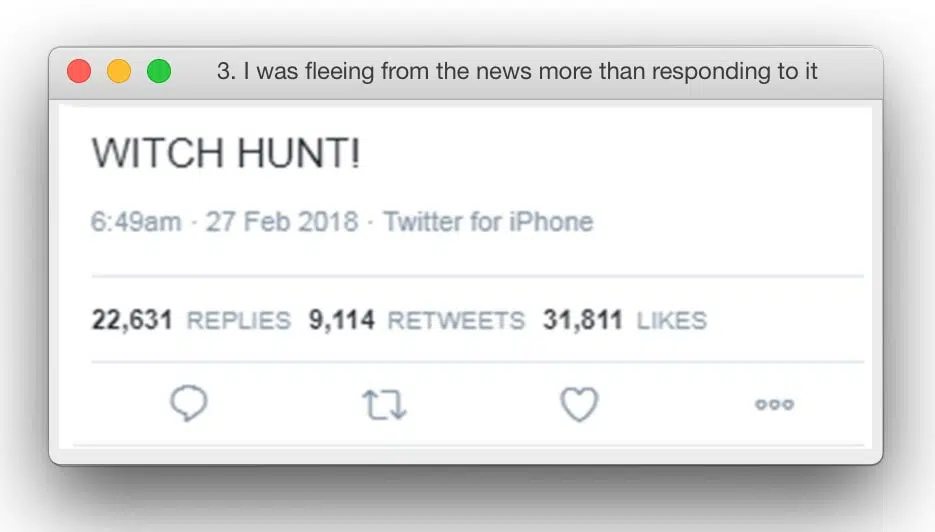 3. I was fleeing from the news more than responding to it
WITCH HUNT!
6:49am · 27 Feb 2018 · Twitter for iPhone
22,631 REPLIES 9,114 RETWEETS 31,811 LIKES